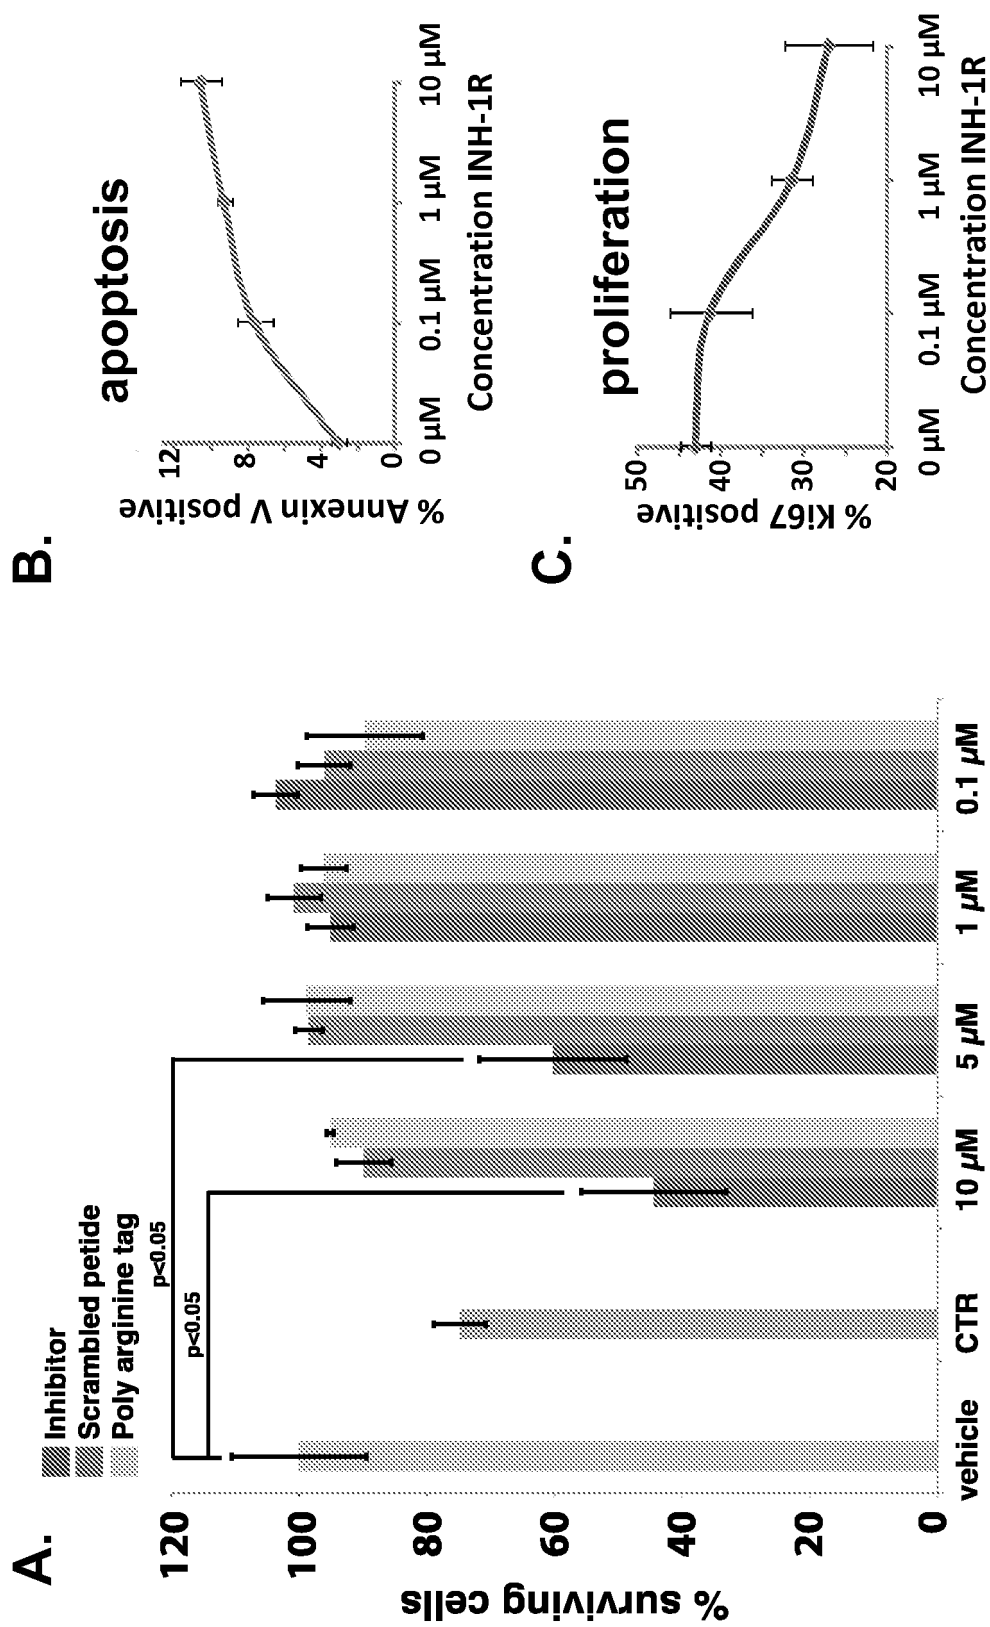 A.
Inhibitor
Scrambled petide
Poly arginine tag
p<0.05
p<0.05
% surviving cells
120
100
80
60
40
20
0
vehicle
CTR
10 µM
5 µM
1 µM
0.1 µM
B.
apoptosis
% Annexin V positive
12
8
4
0
0 µM
0.1 µM
1 µM
10 µM
Concentration INH-1R
C.
proliferation
% Ki67 positive
50
40
30
20
0 µM
0.1 µM
1 µM
10 µM
Concentration INH-1R